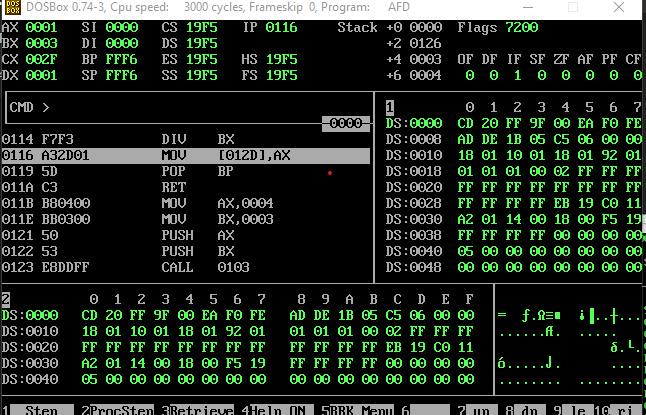 DOSBox 0.74-3, Cpu speed: 3000 cycles, Frameskip 0, Program: AFD
AX 0001 SI 0000 CS 19F5 IP 0116 Stack +0 0000 Flags 7200
BX 0003 DI 0000 DS 19F5 +2 0126
CX 002F BP FFF6 ES 19F5 HS 19F5 +4 0003 OF DF IF SF ZF AF PF CF
DX 0001 SP FFF6 SS 19F5 FS 19F5 +6 0004 0 0 1 0 0 0 0 0
CMD >
0000
0114 F7F3 DIV BX
0116 A32D01 MOV [012D],AX
0119 5D POP BP
011A C3 RET
011B B80400 MOV AX,0004
011E BB0300 MOV BX,0003
0121 50 PUSH AX
0122 53 PUSH BX
0123 E8DDFF CALL 0103
1 0 1 2 3 4 5 6 7
DS:0000 CD 20 FF 9F 00 EA F0 FE
DS:0008 AD DE 1B 05 C5 06 00 00
DS:0010 18 01 10 01 18 01 92 01
DS:0018 01 01 01 00 02 FF FF FF
DS:0020 FF FF FF FF FF FF FF FF
DS:0028 FF FF FF FF EB 19 C0 11
DS:0030 A2 01 14 00 18 00 F5 19
DS:0038 FF FF FF FF 00 00 00 00
DS:0040 05 00 00 00 00 00 00 00
DS:0048 00 00 00 00 00 00 00 00
2 0 1 2 3 4 5 6 7 8 9 A B C D E F
DS:0000 CD 20 FF 9F 00 EA F0 FE AD DE 1B 05 C5 06 00 00 = ƒ.Ω≡■ ¡▐..┼...
DS:0010 18 01 10 01 18 01 92 01 01 01 01 00 02 FF FF FF
DS:0020 FF FF FF FF FF FF FF FF FF FF FF FF EB 19 C0 11 δ.└.
DS:0030 A2 01 14 00 18 00 F5 19 FF FF FF FF 00 00 00 00 ó.....⌡. ....
DS:0040 05 00 00 00 00 00 00 00 00 00 00 00 00 00 00 00 ........ ........
1 Step 2ProcStep 3Retrieve 4Help ON 5BRK Menu 6 7 up 8 dn 9 le 10 ri